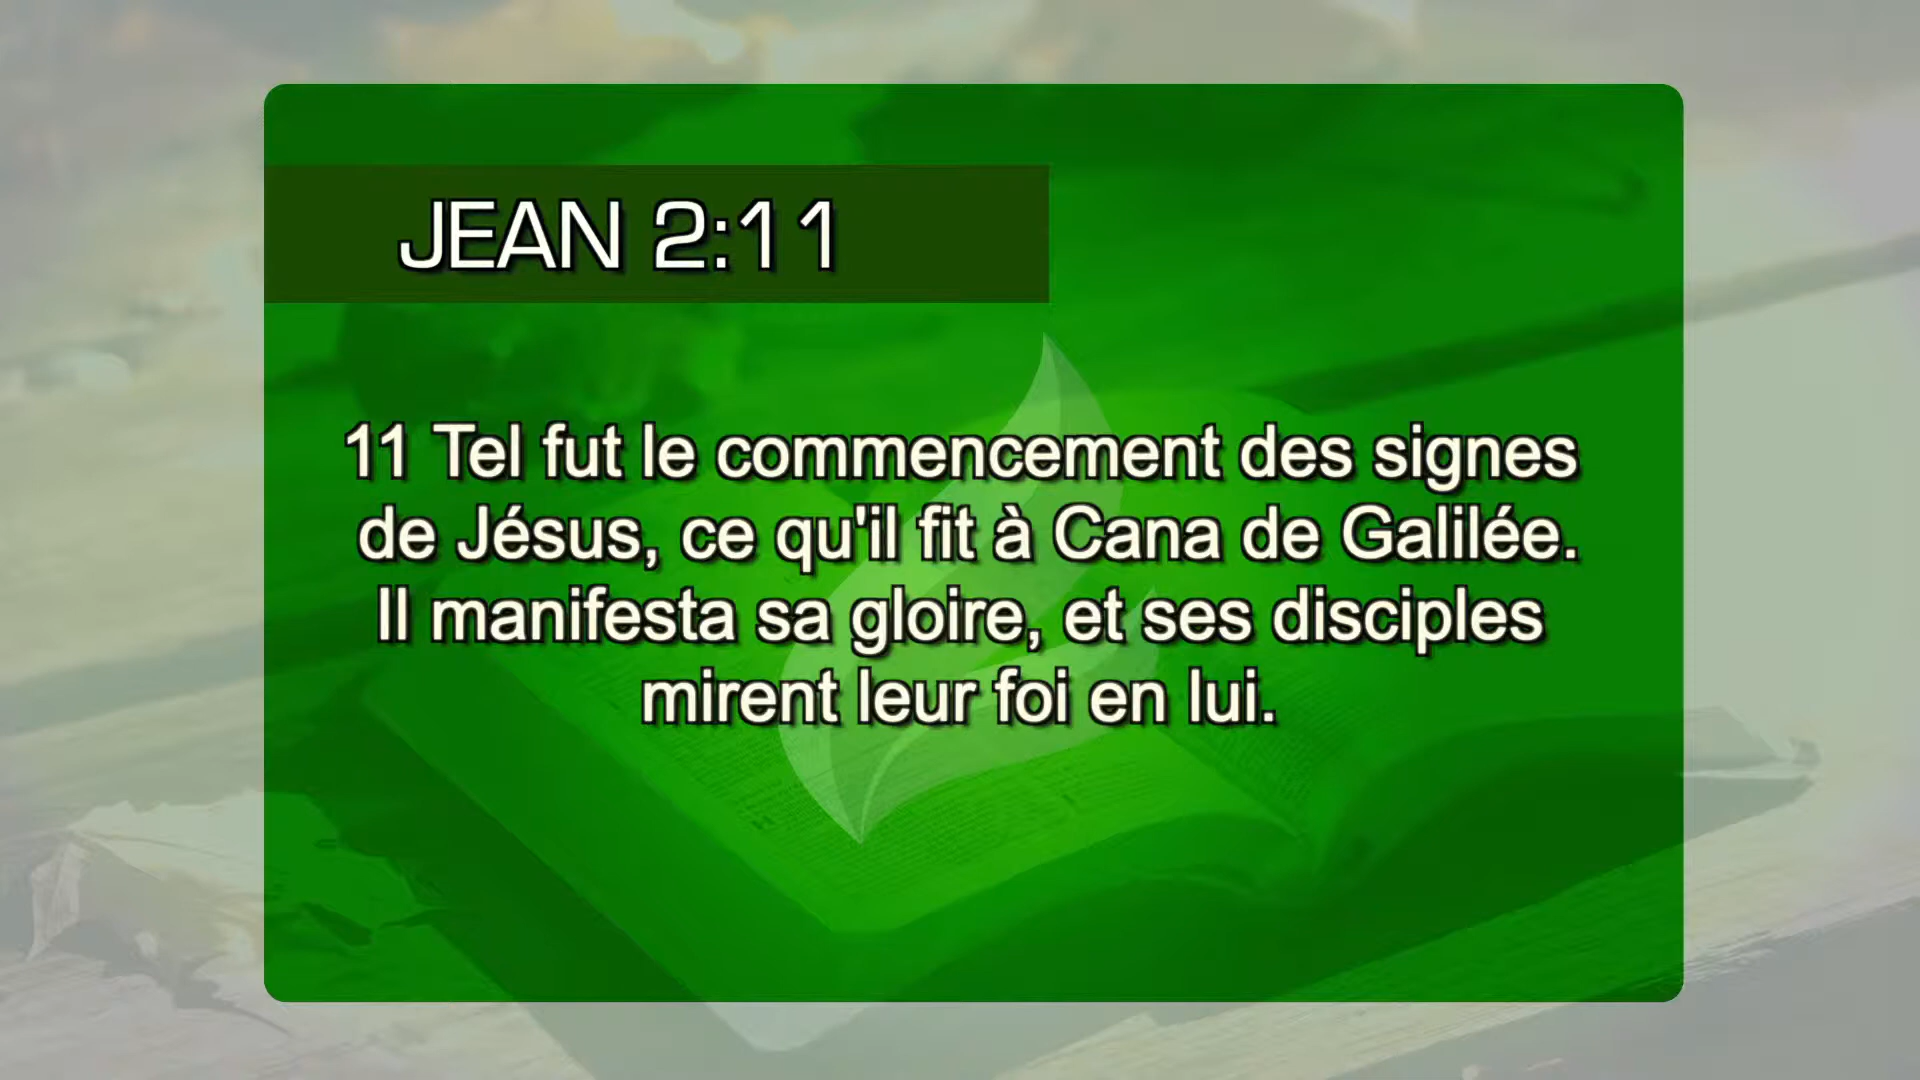 JEAN 2:11
11 Tel fut le commencement des signes
de Jésus, ce qu'il fit à Cana de Galilée.
Il manifesta sa gloire, et ses disciples
mirent leur foi en lui.